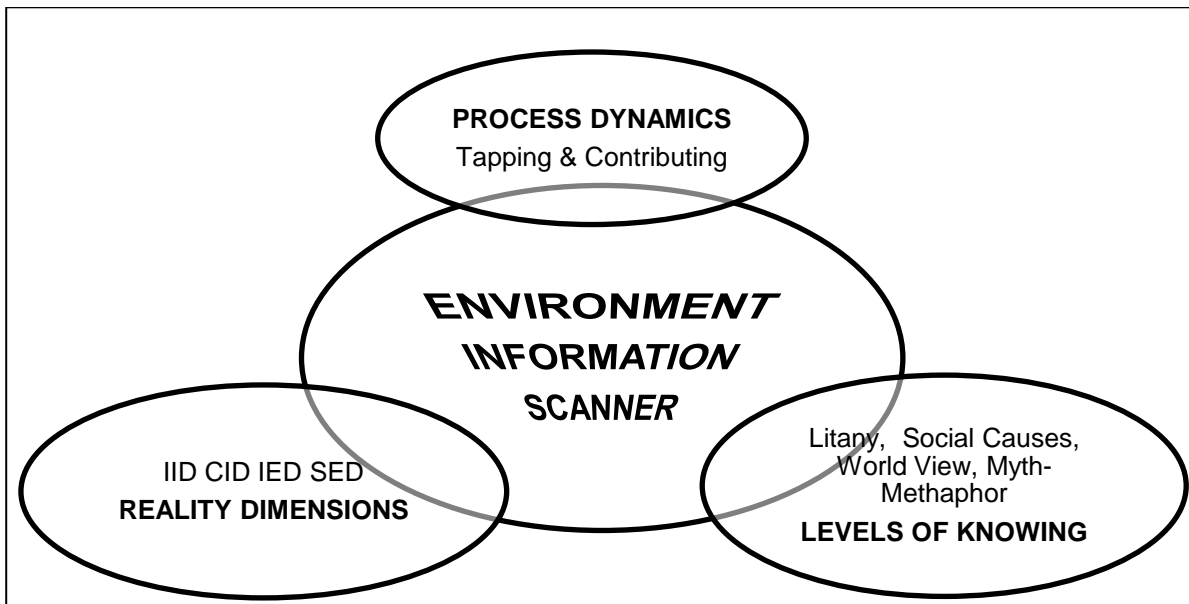 PROCESS DYNAMICS
Tapping & Contributing
ENVIRONMENT
INFORMATION
SCANNER
IID CID IED SED
REALITY DIMENSIONS
Litany,  Social Causes,
World View, Myth-
Methaphor
LEVELS OF KNOWING